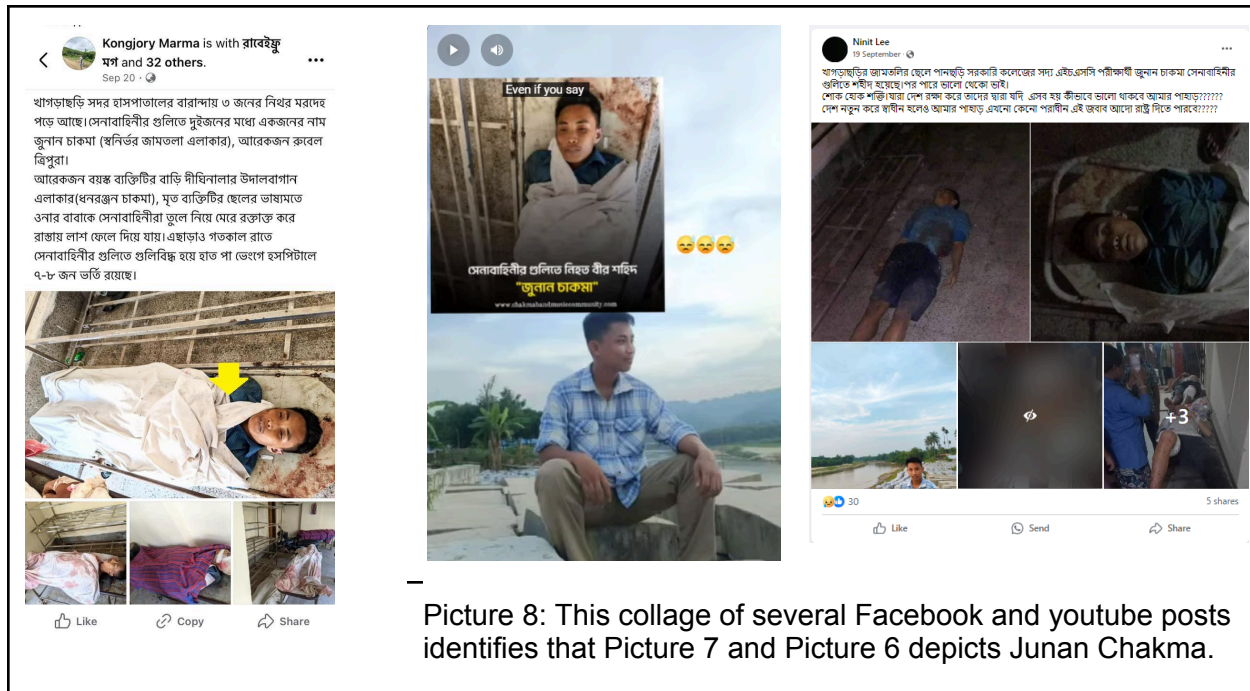 Kongjory Marma is with রাবেইফ্রু
মগ and 32 others.
Sep 20
খাগড়াছড়ি সদর হাসপাতালের বারান্দায় ৩ জনের নিথর মরদেহ
পড়ে আছে।সেনাবাহিনীর গুলিতে দুইজনের মধ্যে একজনের নাম
জুনান চাকমা (স্বনির্ভর জামতলা এলাকার), আরেকজন রুবেল
ত্রিপুরা।
আরেকজন বয়স্ক ব্যক্তিটির বাড়ি দীঘিনালার উদালবাগান
এলাকার(ধনরঞ্জন চাকমা), মৃত ব্যক্তিটির ছেলের ভাষ্যমতে
ওনার বাবাকে সেনাবাহিনীরা তুলে নিয়ে মেরে রক্তাক্ত করে
রাস্তায় লাশ ফেলে দিয়ে যায়।এছাড়াও গতকাল রাতে
সেনাবাহিনীর গুলিতে গুলিবিদ্ধ হয়ে হাত পা ভেংগে হসপিটালে
৭-৮ জন ভর্তি রয়েছে।
Like
Copy
Share
Even if you say
সেনাবাহিনীর গুলিতে নিহত বীর শহিদ
"জুনান চাকমা"
www.chakmabandmusiccommunity.com
Ninit Lee
19 September
খাগড়াছড়ির জামতলির ছেলে পানছড়ি সরকারি কলেজের সদ্য এইচএসসি পরীক্ষার্থী জুনান চাকমা সেনাবাহিনীর
গুলিতে শহীদ হয়েছে।পর পারে ভালো থেকো ভাই।
শোক হোক শক্তি।যারা দেশ রক্ষা করে তাদের দ্বারা যদি এসব হয় কীভাবে ভালো থাকবে আমার পাহাড়??????
দেশ নতুন করে স্বাধীন হলেও আমার পাহাড় এখনো কেনো পরাধীন এই জবাব আদো রাষ্ট্র দিতে পারবে?????
+3
30
5 shares
Like
Send
Share
Picture 8: This collage of several Facebook and youtube posts
identifies that Picture 7 and Picture 6 depicts Junan Chakma.